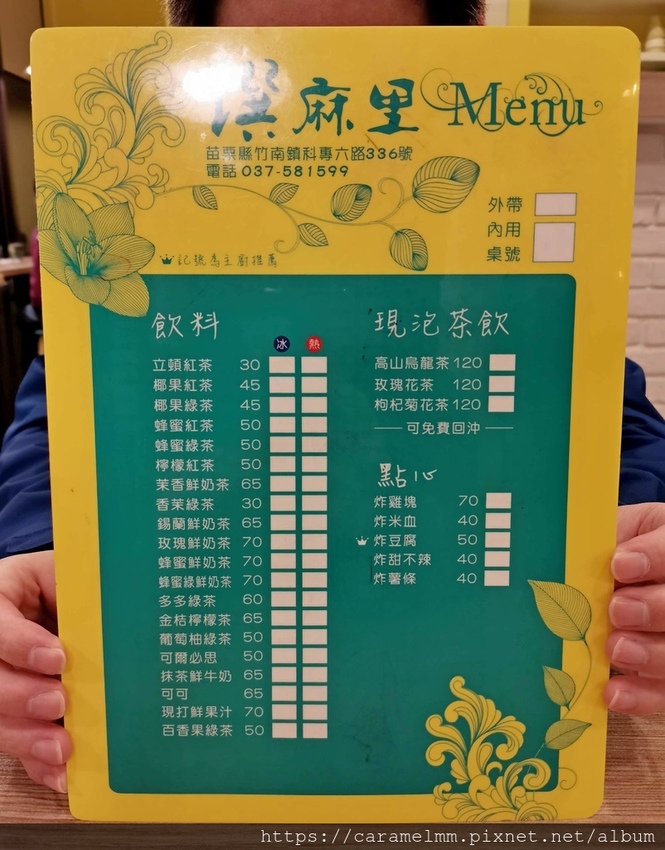 饌麻里 Menu
苗栗縣竹南鎮科專六路336號
電話 037-581599
外帶
內用
桌號
記號為主廚推薦
飲料
冰 熱
立頓紅茶 30
椰果紅茶 45
椰果綠茶 45
蜂蜜紅茶 50
蜂蜜綠茶 50
檸檬紅茶 50
茉香鮮奶茶 65
香茉綠茶 30
錫蘭鮮奶茶 65
玫瑰鮮奶茶 70
蜂蜜鮮奶茶 70
蜂蜜綠鮮奶茶 70
多多綠茶 60
金桔檸檬茶 65
葡萄柚綠茶 50
可爾必思 50
抹茶鮮牛奶 65
可可 65
現打鮮果汁 70
百香果綠茶 50
現泡茶飲
高山烏龍茶 120
玫瑰花茶 120
枸杞菊花茶 120
可免費回沖
點心
炸雞塊 70
炸米血 40
炸豆腐 50
炸甜不辣 40
炸薯條 40
https://caramelmm.pixnet.net/album